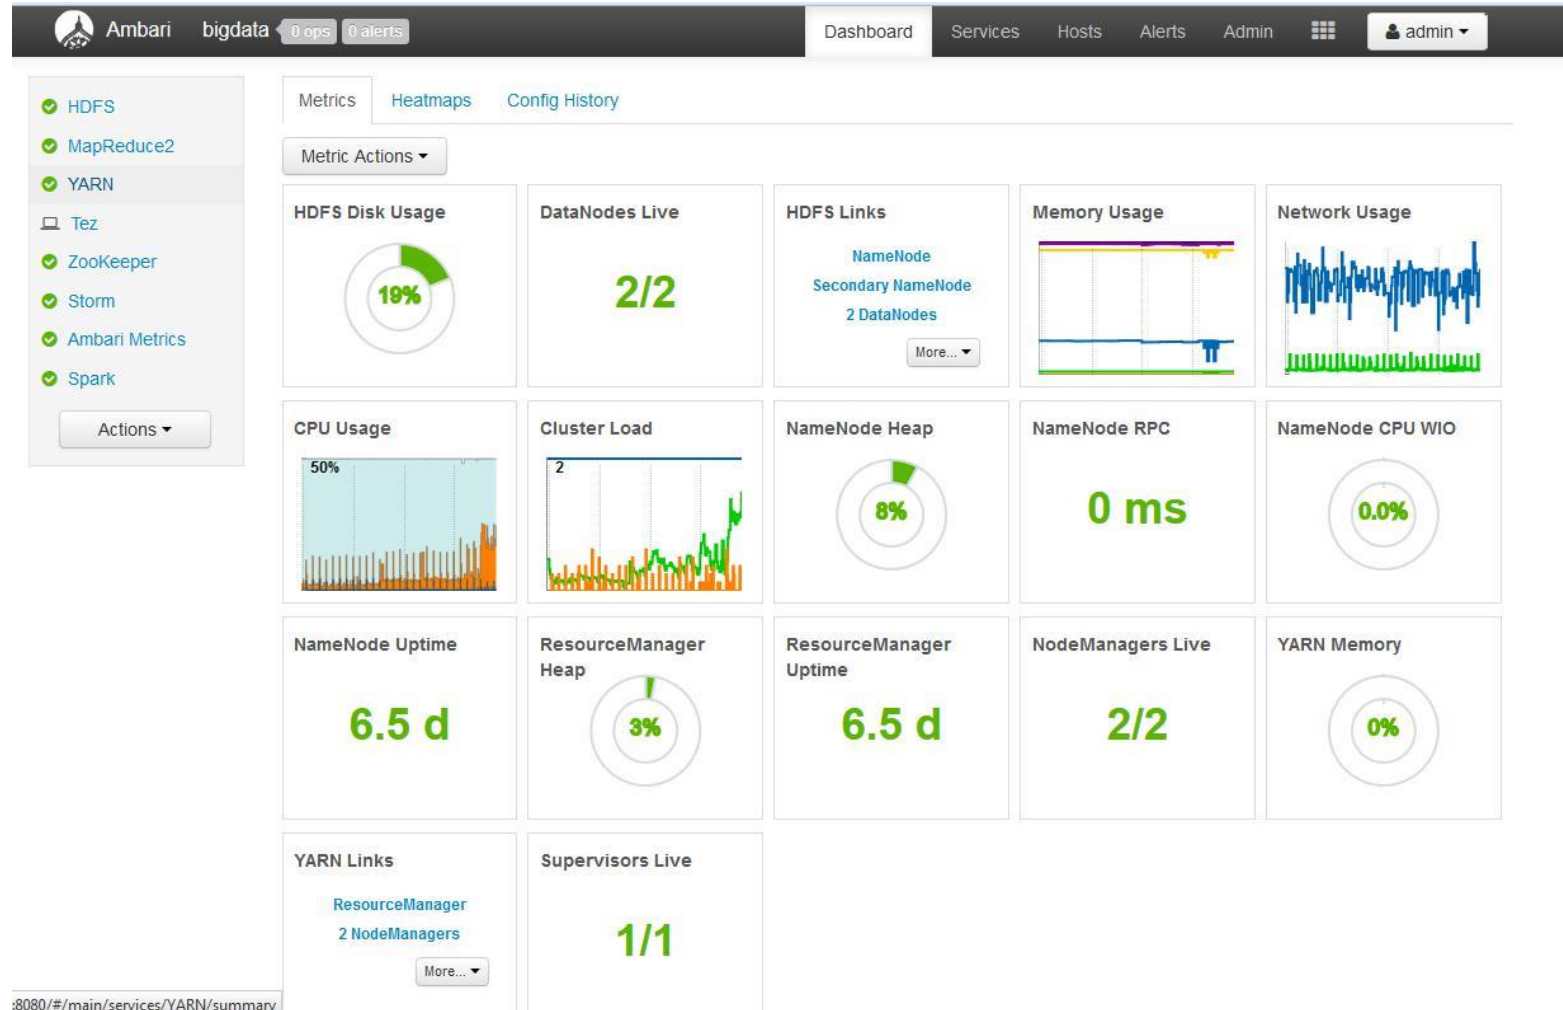 Ambari bigdata 0 ops 0 alerts Dashboard Services Hosts Alerts Admin admin
HDFS
MapReduce2
YARN
Tez
ZooKeeper
Storm
Ambari Metrics
Spark
Actions
Metrics Heatmaps Config History
Metric Actions
HDFS Disk Usage
19%
DataNodes Live
2/2
HDFS Links
NameNode
Secondary NameNode
2 DataNodes
More...
Memory Usage
Network Usage
CPU Usage
50%
Cluster Load
2
NameNode Heap
8%
NameNode RPC
0 ms
NameNode CPU WIO
0.0%
NameNode Uptime
6.5 d
ResourceManager
Heap
3%
ResourceManager
Uptime
6.5 d
NodeManagers Live
2/2
YARN Memory
0%
YARN Links
ResourceManager
2 NodeManagers
More...
Supervisors Live
1/1
:8080/#/main/services/YARN/summary